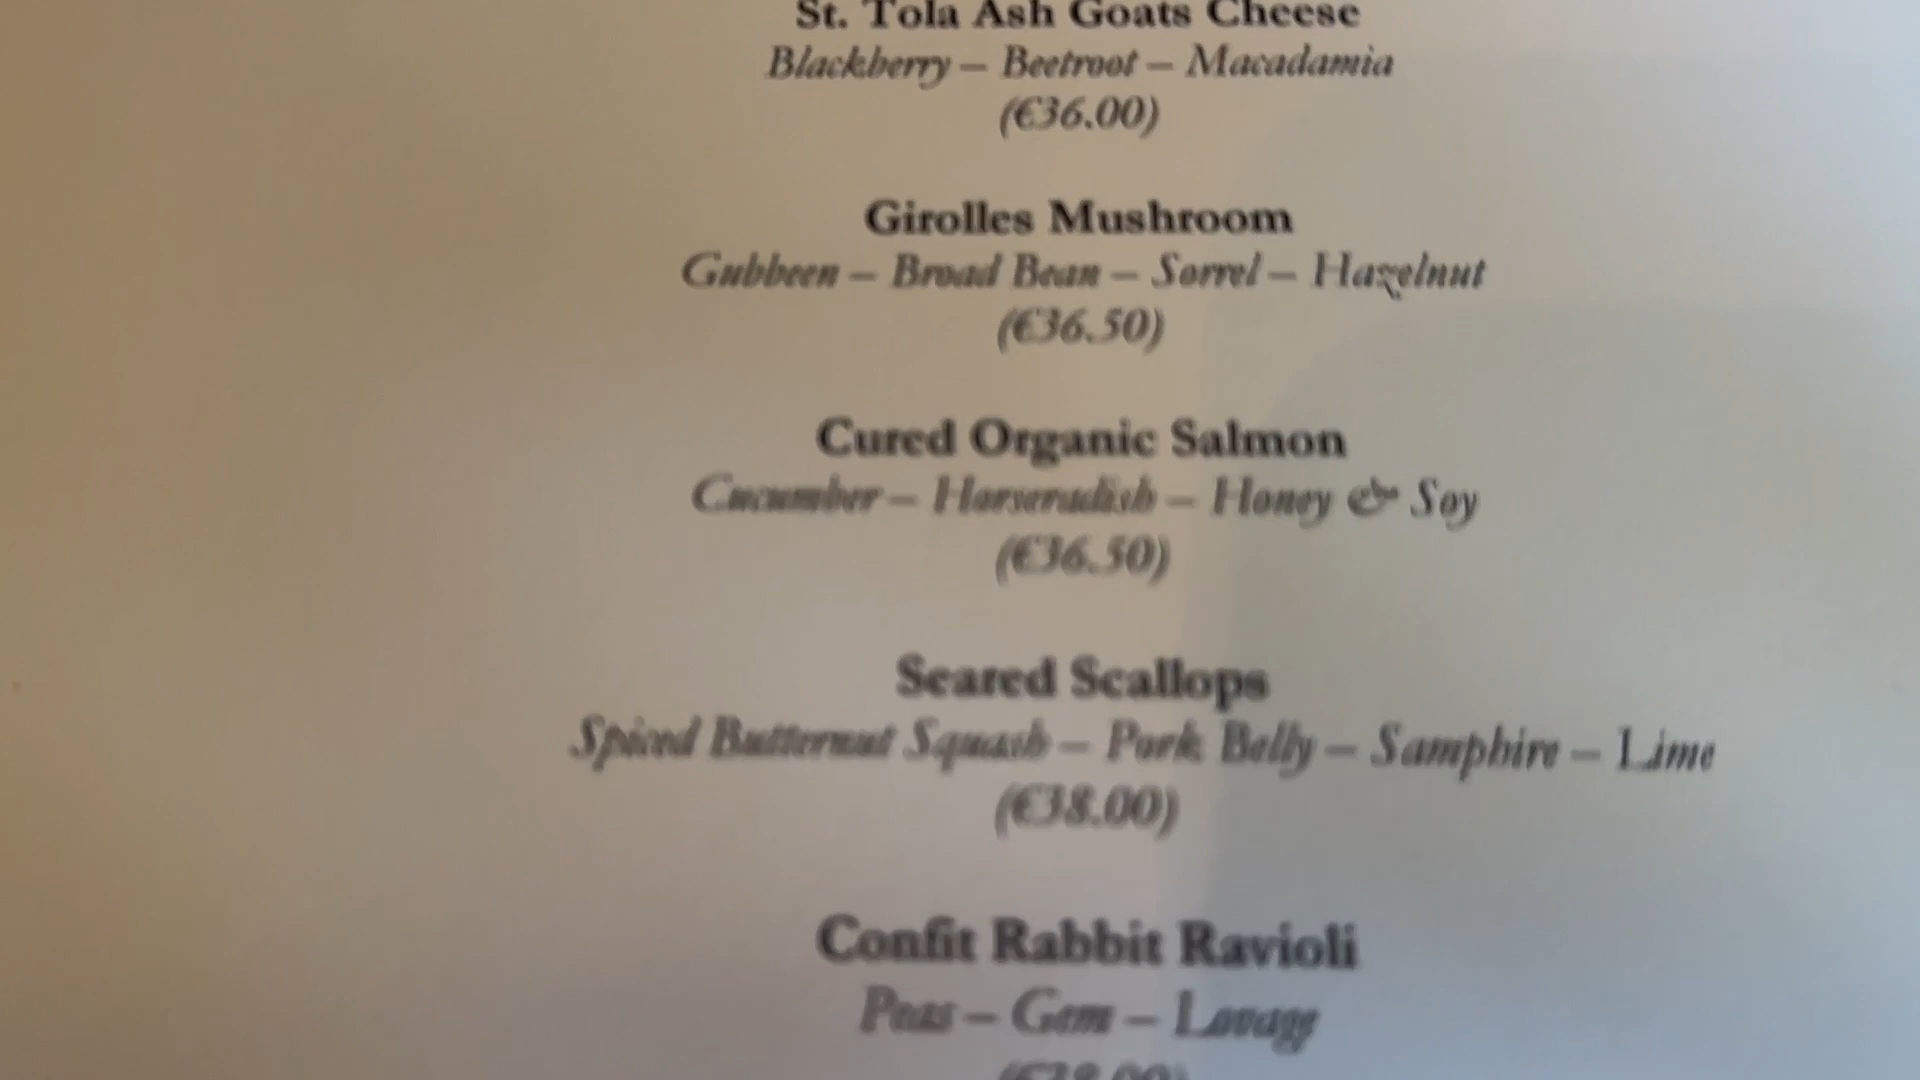 St. Tola Ash Goats Cheese
Blackberry – Beetroot – Macadamia
(€36.00)
Girolles Mushroom
Gubbeen – Broad Bean – Sorrel – Hazelnut
(€36.50)
Cured Organic Salmon
Cucumber – Horseradish – Honey & Soy
(€36.50)
Seared Scallops
Spiced Butternut Squash – Pork Belly – Samphire – Lime
(€38.00)
Confit Rabbit Ravioli
Peas – Gem – Lovage